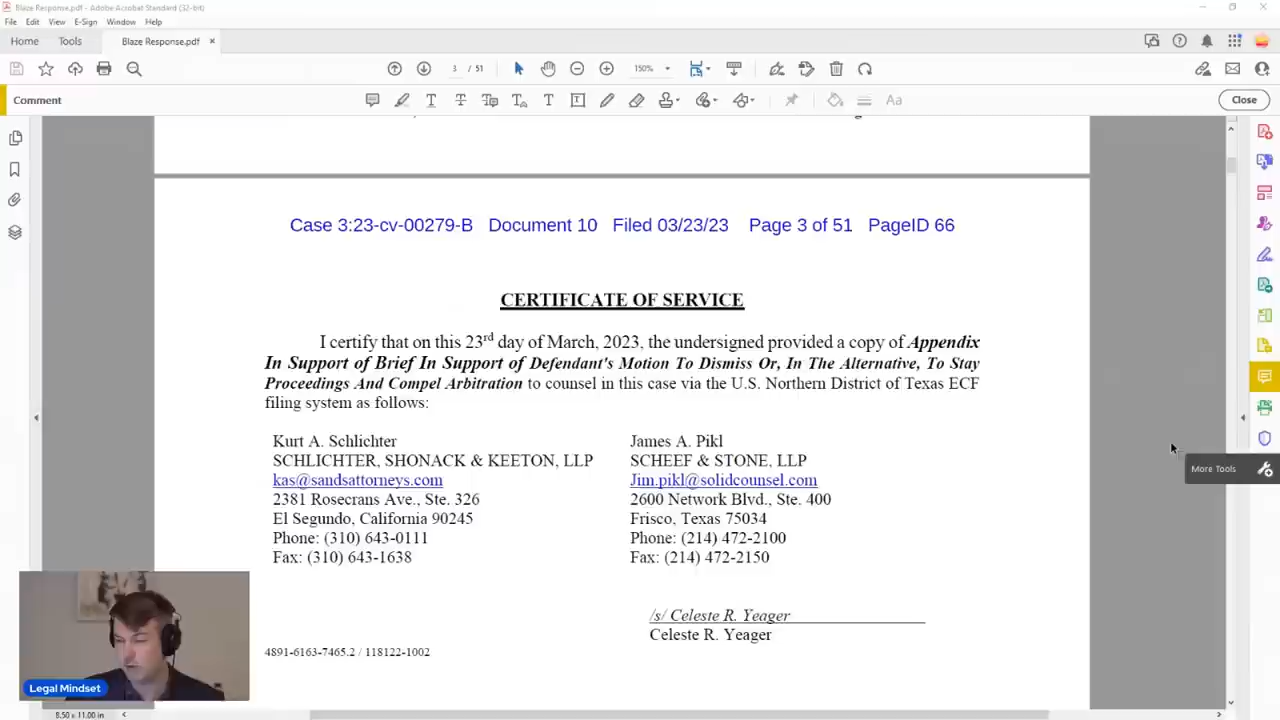 Blaze Response.pdf - Adobe Acrobat Standard (32-bit)
File Edit View E-Sign Window Help
Home Tools Blaze Response.pdf ×
3 / 51 150%
Comment
Close
Case 3:23-cv-00279-B Document 10 Filed 03/23/23 Page 3 of 51 PageID 66
CERTIFICATE OF SERVICE
I certify that on this 23rd day of March, 2023, the undersigned provided a copy of Appendix
In Support of Brief In Support of Defendant's Motion To Dismiss Or, In The Alternative, To Stay
Proceedings And Compel Arbitration to counsel in this case via the U.S. Northern District of Texas ECF
filing system as follows:
Kurt A. Schlichter
SCHLICHTER, SHONACK & KEETON, LLP
kas@sandsattorneys.com
2381 Rosecrans Ave., Ste. 326
El Segundo, California 90245
Phone: (310) 643-0111
Fax: (310) 643-1638
James A. Pikl
SCHEEF & STONE, LLP
Jim.pikl@solidcounsel.com
2600 Network Blvd., Ste. 400
Frisco, Texas 75034
Phone: (214) 472-2100
Fax: (214) 472-2150
More Tools
/s/ Celeste R. Yeager
Celeste R. Yeager
4891-6163-7465.2 / 118122-1002
Legal Mindset
8.50 x 11.00 in